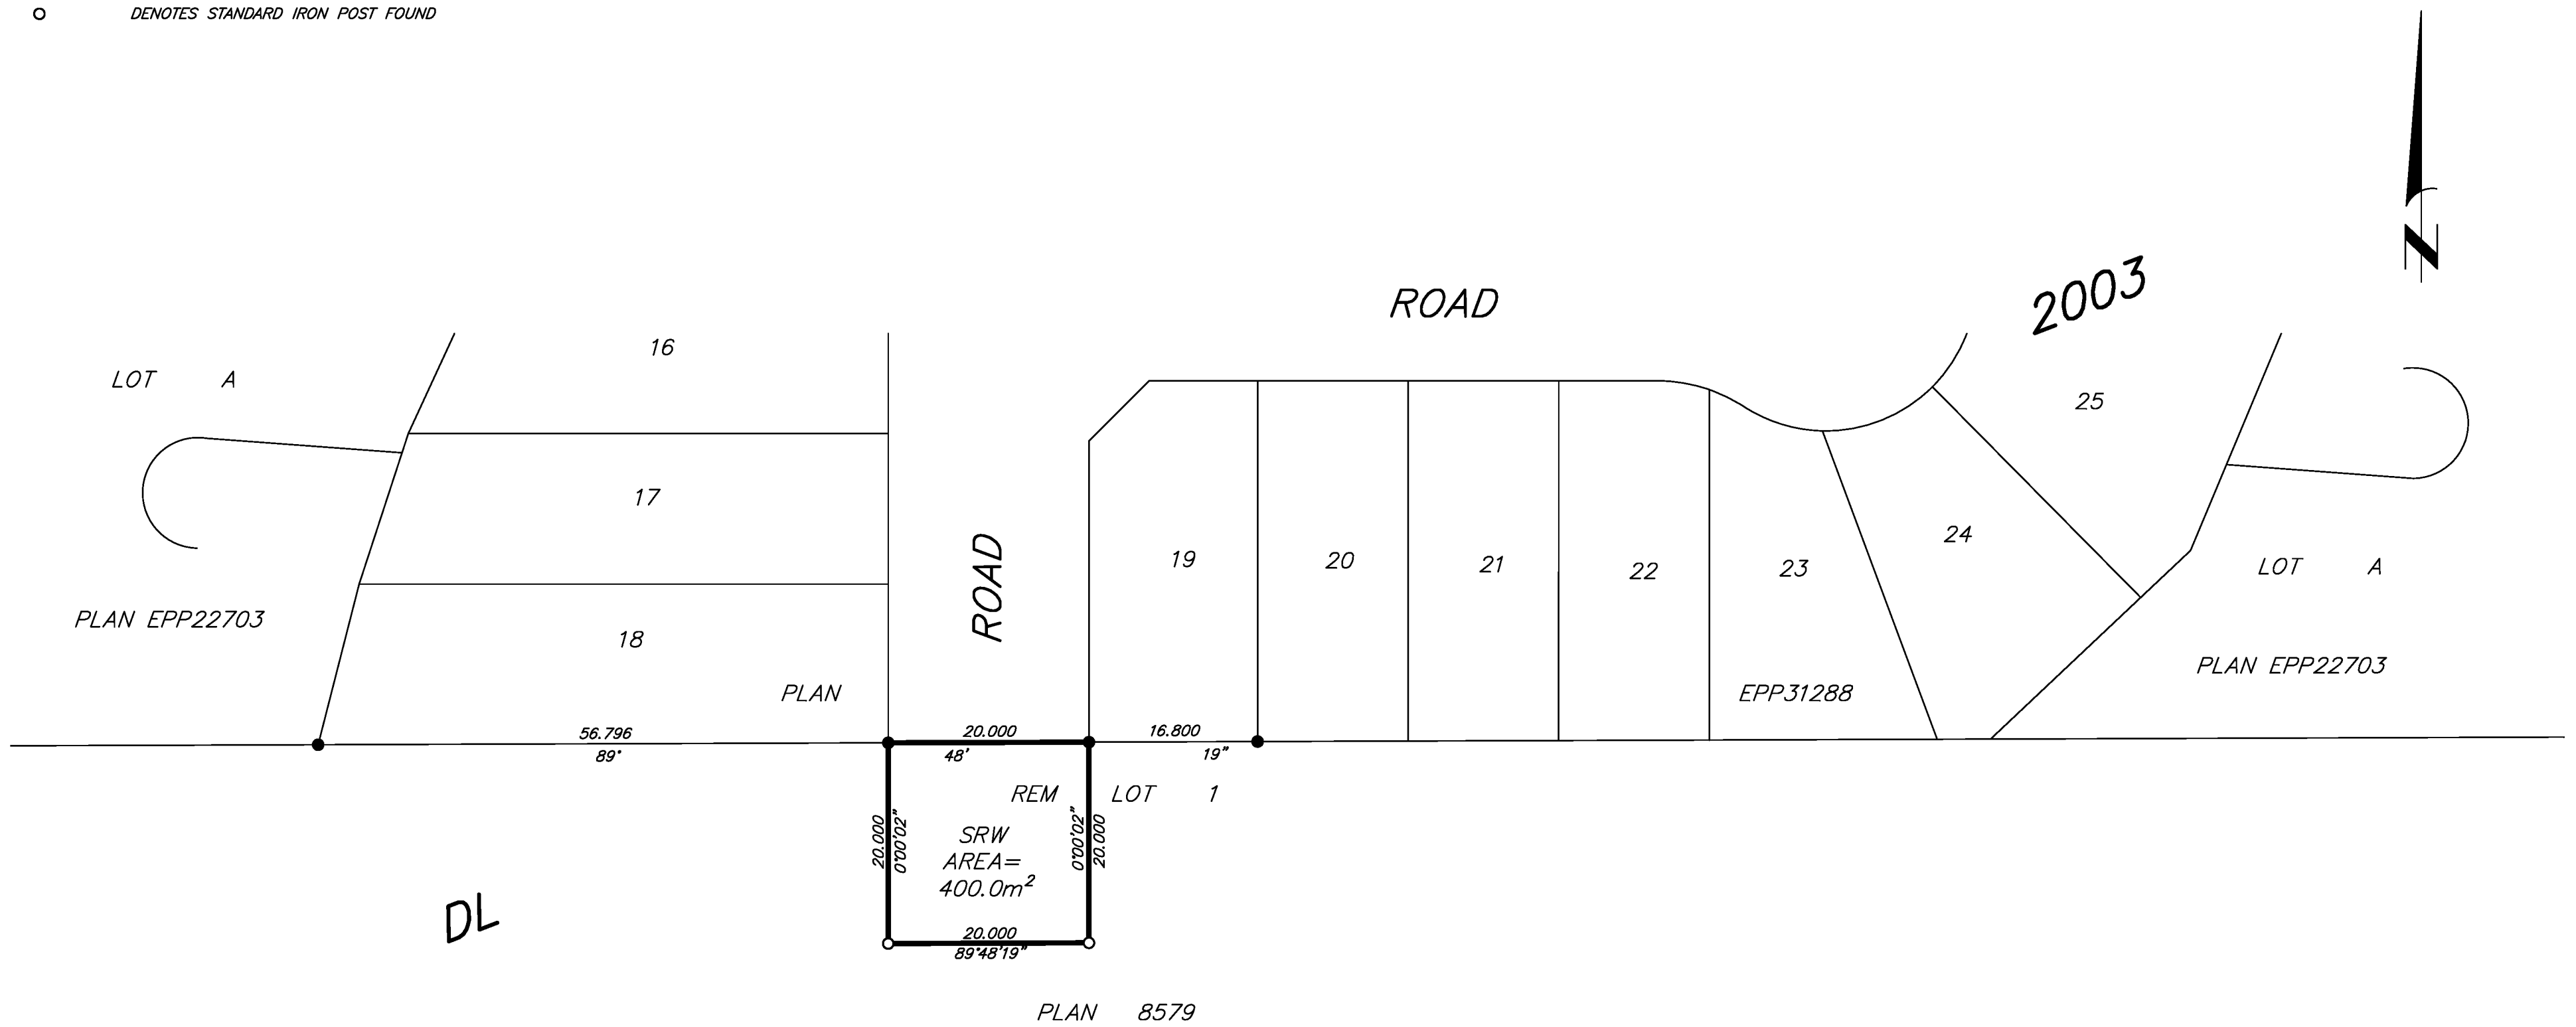 DENOTES STANDARD IRON POST FOUND
N
ROAD
2003
16
LOT A
25
17
ROAD
19
20
21
22
23
24
LOT A
PLAN EPP22703
18
PLAN EPP22703
PLAN
EPP31288
56.796
20.000
16.800
89°
48'
19"
REM LOT 1
20.000
0°00'02"
SRW
AREA=
400.0m²
0°00'02"
20.000
DL
20.000
89°48'19"
PLAN 8579